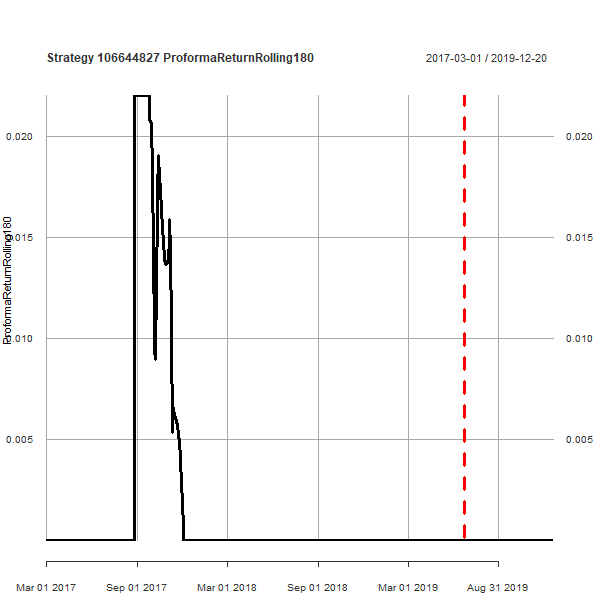 Strategy 106644827 ProformaReturnRolling180 2017-03-01 / 2019-12-20
0.020 0.020
0.015 0.015
ProformaReturnRolling180
0.010 0.010
0.005 0.005
Mar 01 2017 Sep 01 2017 Mar 01 2018 Sep 01 2018 Mar 01 2019 Aug 31 2019